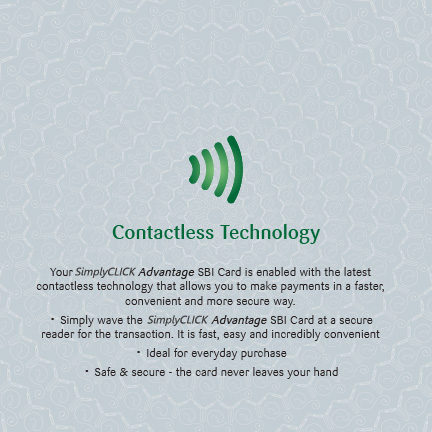 Contactless Technology
Your SimplyCLICK Advantage SBI Card is enabled with the latest
contactless technology that allows you to make payments in a faster,
convenient and more secure way.
• Simply wave the SimplyCLICK Advantage SBI Card at a secure
reader for the transaction. It is fast, easy and incredibly convenient
• Ideal for everyday purchase
• Safe & secure - the card never leaves your hand